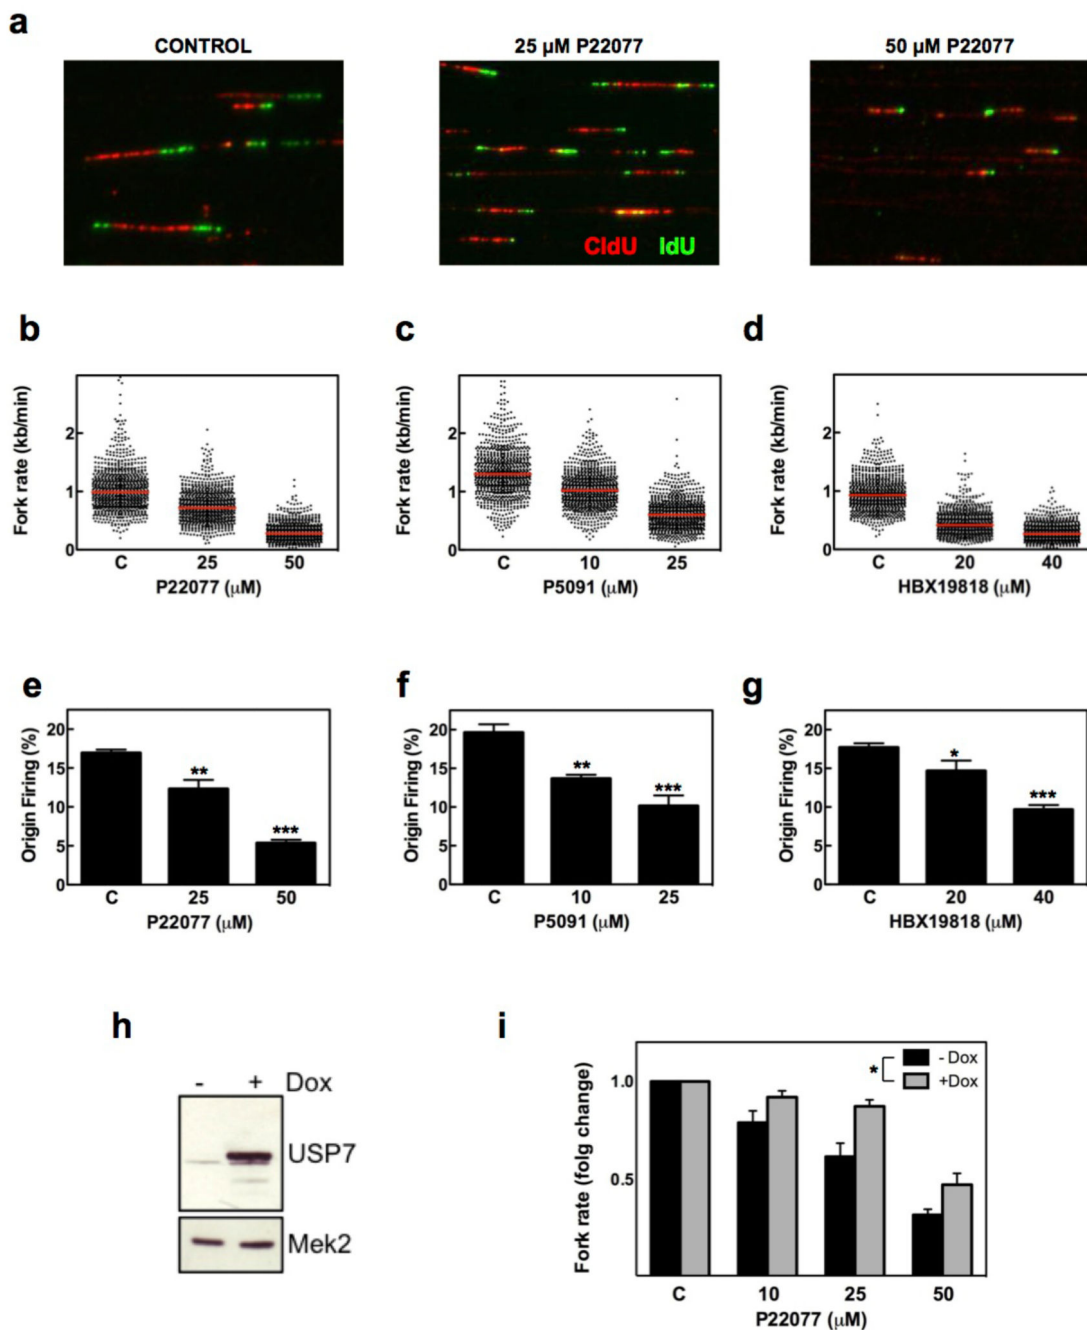 a
CONTROL
25 μM P22077
50 μM P22077
CldU IdU
b
Fork rate (kb/min)
2
1
0
C 25 50
P22077 (μM)
c
Fork rate (kb/min)
2
1
0
C 10 25
P5091 (μM)
d
Fork rate (kb/min)
2
1
0
C 20 40
HBX19818 (μM)
e
Origin Firing (%)
20
15
10
5
0
**
***
C 25 50
P22077 (μM)
f
Origin Firing (%)
20
15
10
5
0
**
***
C 10 25
P5091 (μM)
g
Origin Firing (%)
20
15
10
5
0
*
***
C 20 40
HBX19818 (μM)
h
- + Dox
USP7
Mek2
i
Fork rate (folg change)
1.0
0.5
* - Dox
+Dox
C 10 25 50
P22077 (μM)